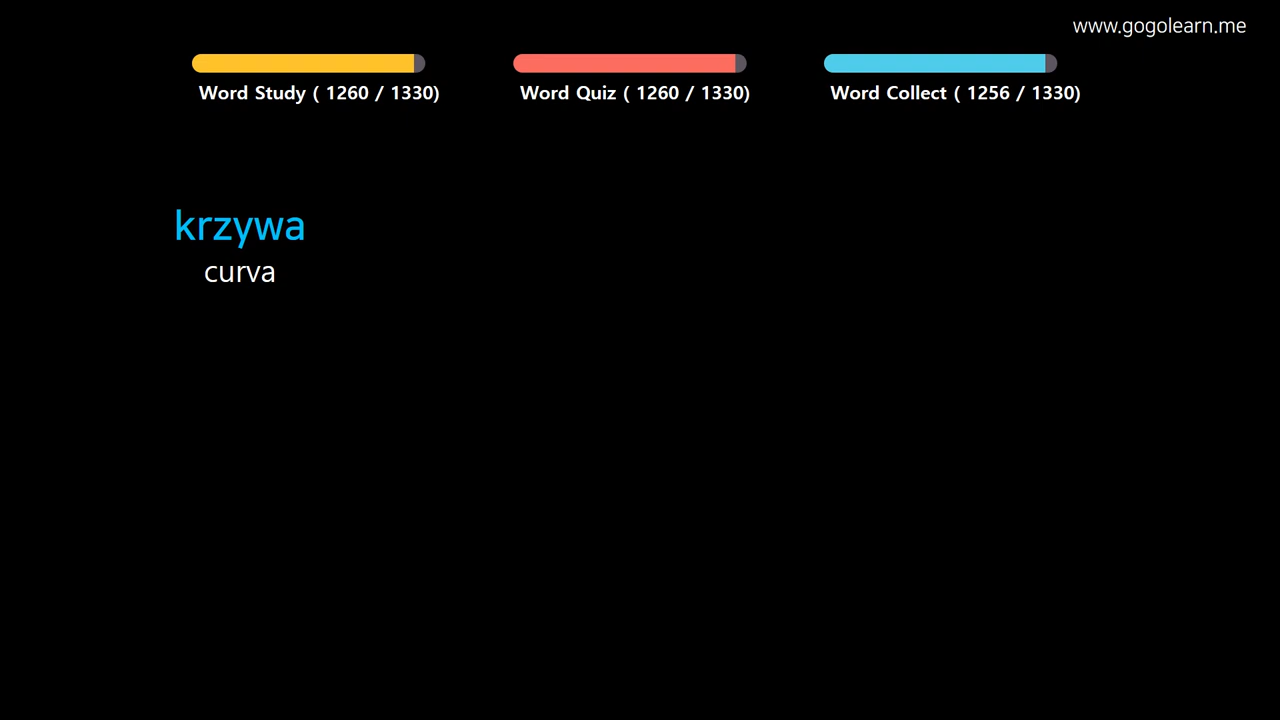 www.gogolearn.me
Word Study ( 1260 / 1330)
Word Quiz ( 1260 / 1330)
Word Collect ( 1256 / 1330)
krzywa
curva